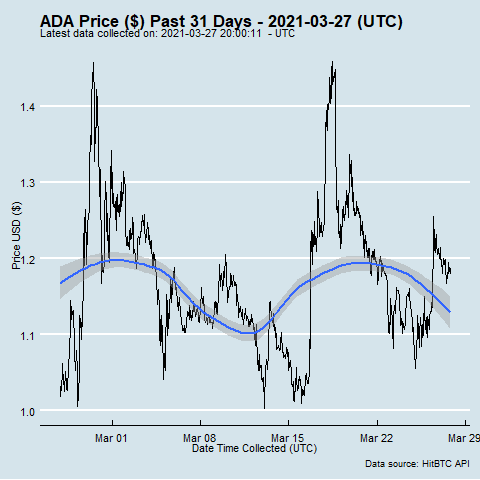 ADA Price ($) Past 31 Days - 2021-03-27 (UTC)
Latest data collected on: 2021-03-27 20:00:11 - UTC
1.4
1.3
1.2
1.1
1.0
Price USD ($)
Mar 01 Mar 08 Mar 15 Mar 22 Mar 29
Date Time Collected (UTC)
Data source: HitBTC API